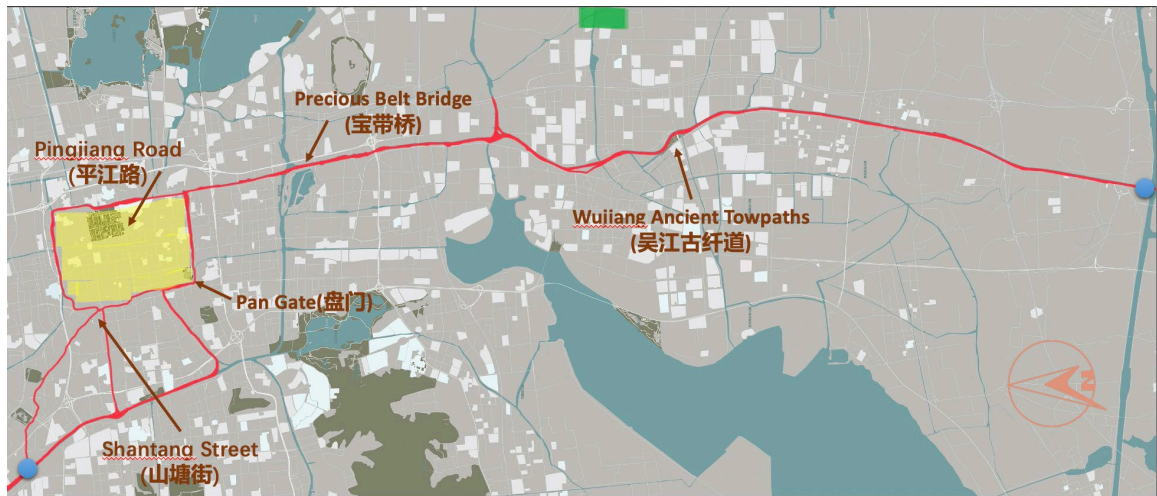 Precious Belt Bridge
(宝带桥)
Pingjiang Road
(平江路)
Wujiang Ancient Towpaths
(吴江古纤道)
Pan Gate(盘门)
N
Shantang Street
(山塘街)